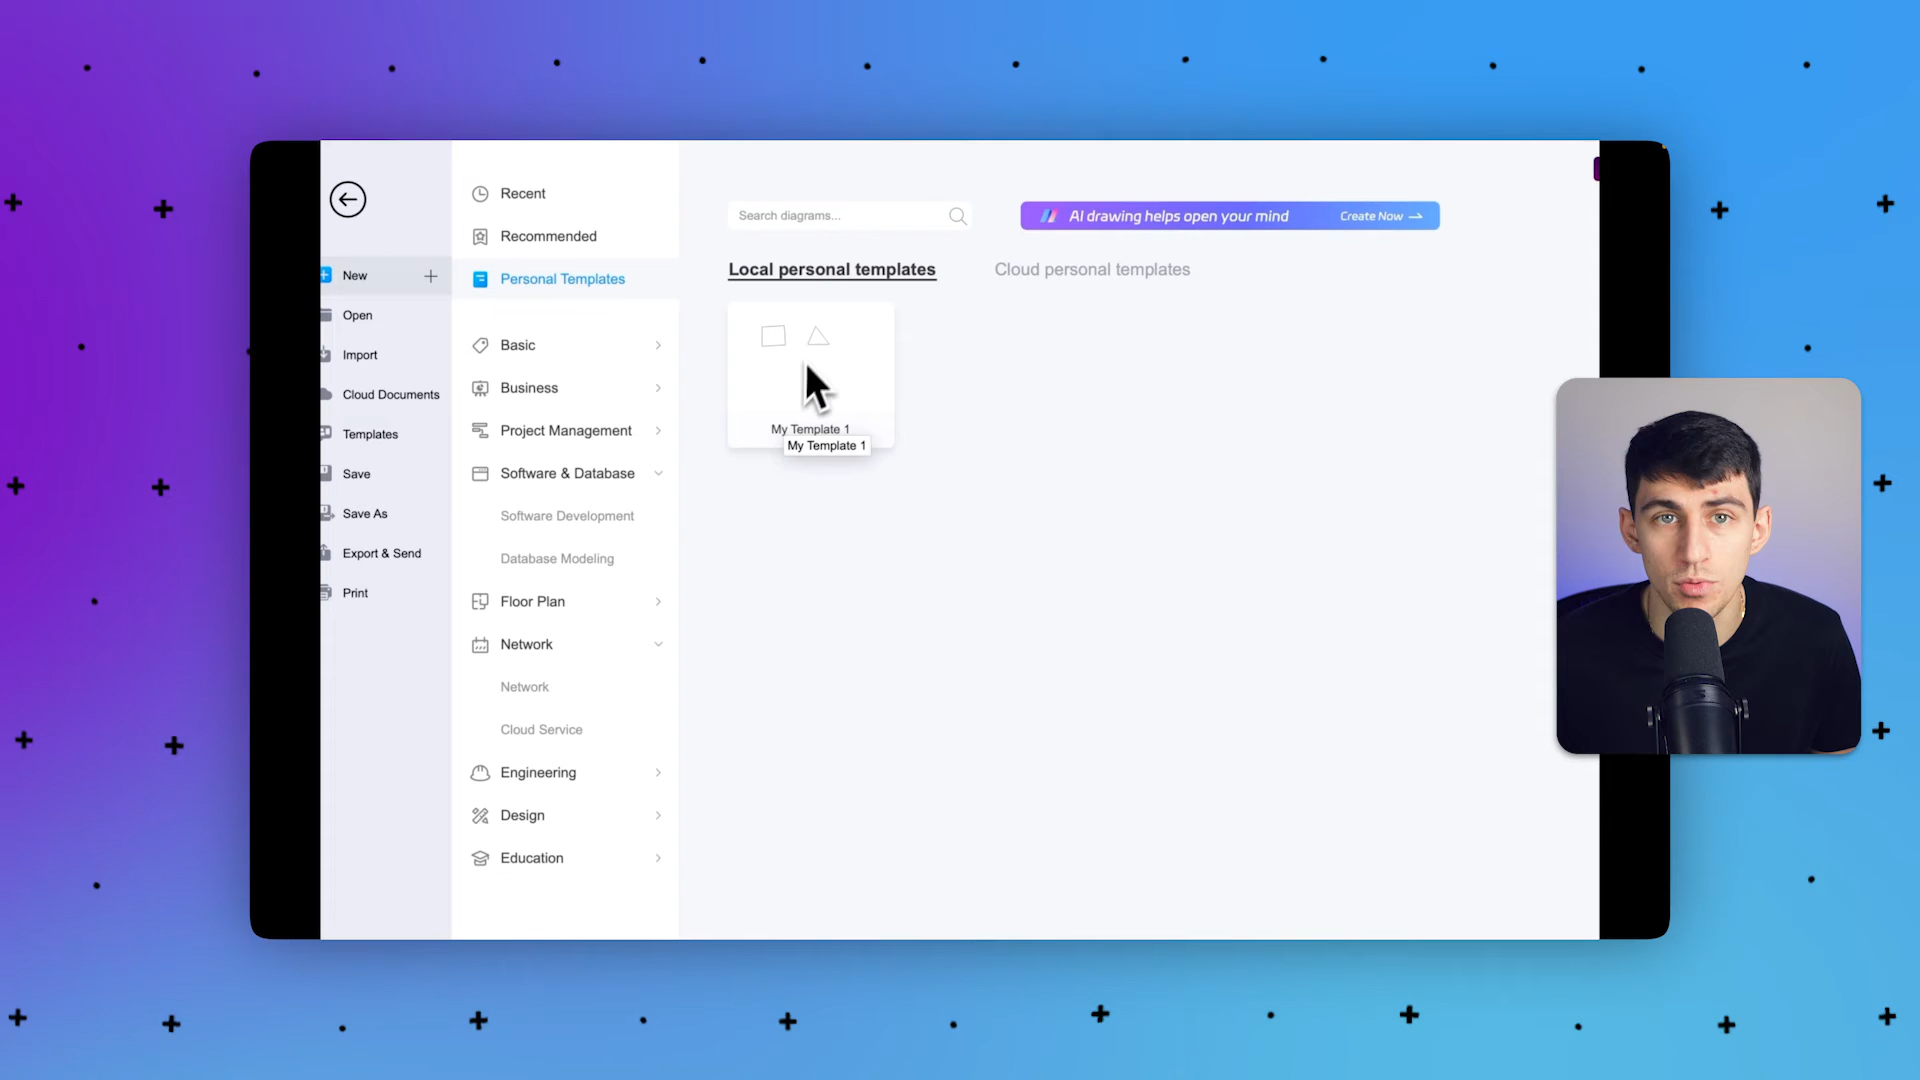 New
Open
Import
Cloud Documents
Templates
Save
Save As
Export & Send
Print
Recent
Recommended
Personal Templates
Basic
Business
Project Management
Software & Database
Software Development
Database Modeling
Floor Plan
Network
Network
Cloud Service
Engineering
Design
Education
Search diagrams...
AI drawing helps open your mind
Create Now
Local personal templates
Cloud personal templates
My Template 1
My Template 1